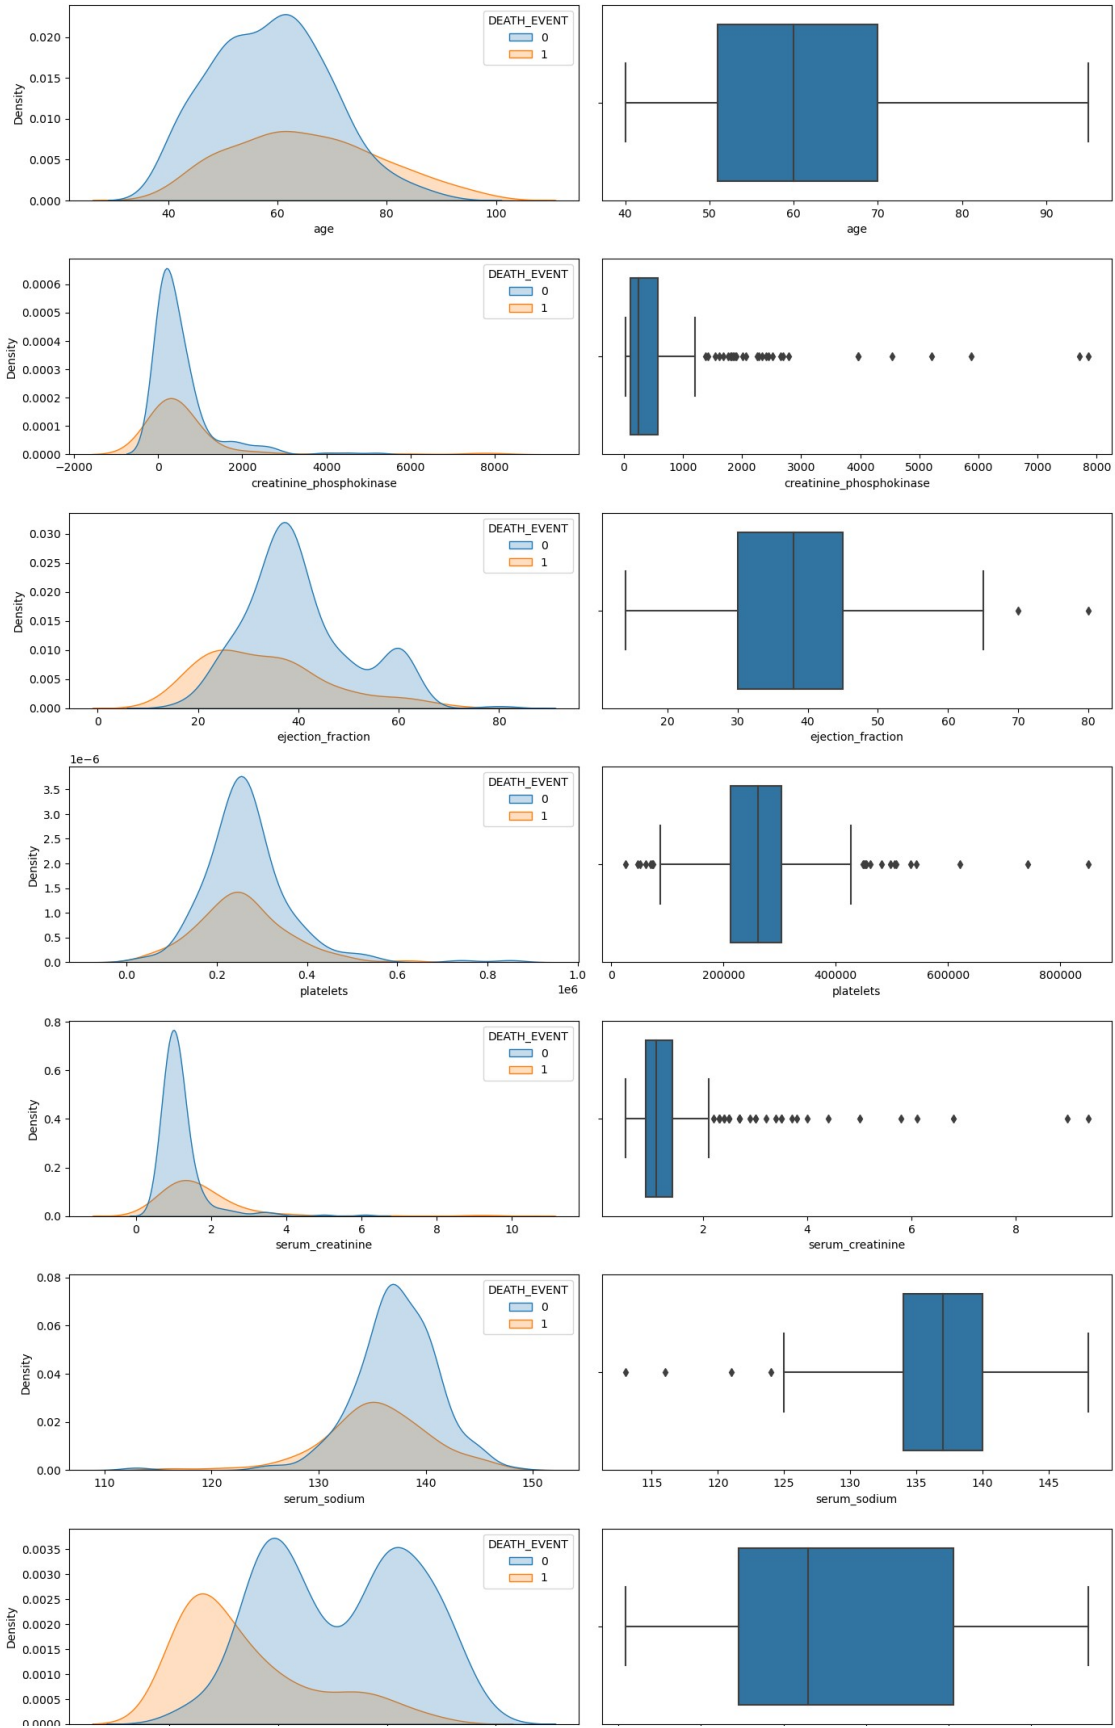 DEATH_EVENT
0
1
0.020
0.015
0.010
0.005
0.000
Density
40 60 80 100
age
40 50 60 70 80 90
age
DEATH_EVENT
0
1
0.0006
0.0005
0.0004
0.0003
0.0002
0.0001
0.0000
Density
−2000 0 2000 4000 6000 8000
creatinine_phosphokinase
0 1000 2000 3000 4000 5000 6000 7000 8000
creatinine_phosphokinase
DEATH_EVENT
0
1
0.030
0.025
0.020
0.015
0.010
0.005
0.000
Density
0 20 40 60 80
ejection_fraction
20 30 40 50 60 70 80
ejection_fraction
1e−6
DEATH_EVENT
0
1
3.5
3.0
2.5
2.0
1.5
1.0
0.5
0.0
Density
0.0 0.2 0.4 0.6 0.8 1.0
1e6
platelets
0 200000 400000 600000 800000
platelets
DEATH_EVENT
0
1
0.8
0.6
0.4
0.2
0.0
Density
0 2 4 6 8 10
serum_creatinine
2 4 6 8
serum_creatinine
DEATH_EVENT
0
1
0.08
0.06
0.04
0.02
0.00
Density
110 120 130 140 150
serum_sodium
115 120 125 130 135 140 145
serum_sodium
DEATH_EVENT
0
1
0.0035
0.0030
0.0025
0.0020
0.0015
0.0010
0.0005
0.0000
Density